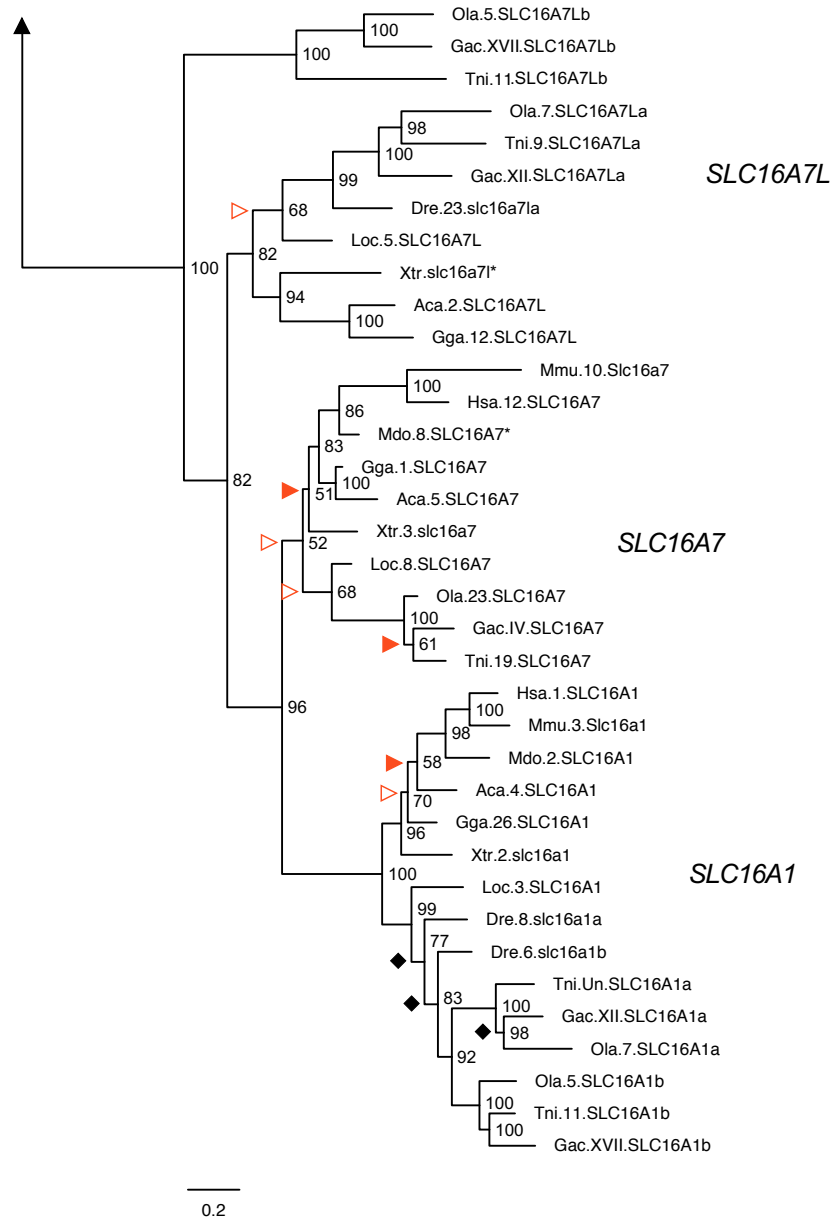 Ola.5.SLC16A7Lb
100
Gac.XVII.SLC16A7Lb
100
Tni.11.SLC16A7Lb
Ola.7.SLC16A7La
98
Tni.9.SLC16A7La
100
Gac.XII.SLC16A7La
SLC16A7L
99
Dre.23.slc16a7la
68
Loc.5.SLC16A7L
82
100
Xtr.slc16a7l*
94
Aca.2.SLC16A7L
100
Gga.12.SLC16A7L
Mmu.10.Slc16a7
100
Hsa.12.SLC16A7
86
Mdo.8.SLC16A7*
83
Gga.1.SLC16A7
100
82
51
Aca.5.SLC16A7
Xtr.3.slc16a7
SLC16A7
52
Loc.8.SLC16A7
68
Ola.23.SLC16A7
100
Gac.IV.SLC16A7
61
Tni.19.SLC16A7
Hsa.1.SLC16A1
96
100
Mmu.3.Slc16a1
98
Mdo.2.SLC16A1
58
Aca.4.SLC16A1
70
Gga.26.SLC16A1
96
Xtr.2.slc16a1
SLC16A1
100
Loc.3.SLC16A1
99
Dre.8.slc16a1a
77
Dre.6.slc16a1b
Tni.Un.SLC16A1a
83
100
Gac.XII.SLC16A1a
98
Ola.7.SLC16A1a
92
Ola.5.SLC16A1b
100
Tni.11.SLC16A1b
100
Gac.XVII.SLC16A1b
0.2